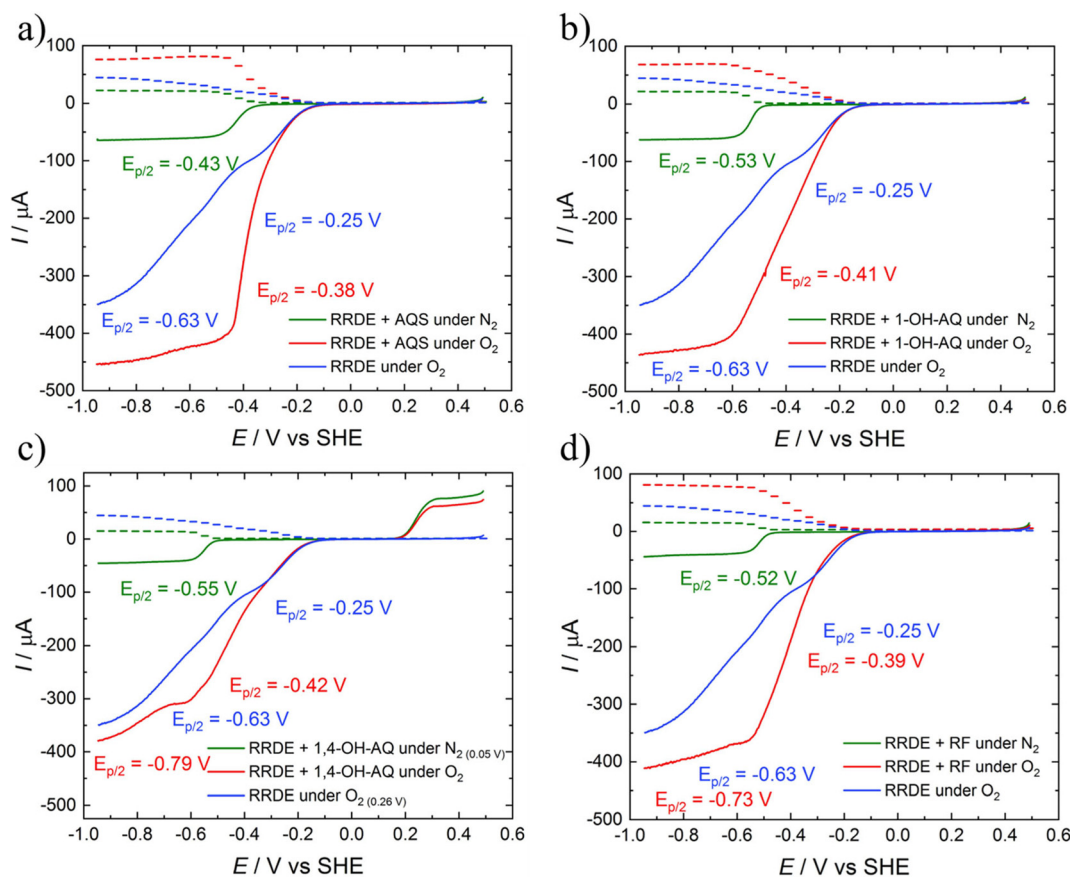 a)
100
0
-100
-200
-300
-400
-500
I / µA
E_p/2 = -0.43 V
E_p/2 = -0.25 V
E_p/2 = -0.38 V
E_p/2 = -0.63 V
RRDE + AQS under N_2
RRDE + AQS under O_2
RRDE under O_2
-1.0 -0.8 -0.6 -0.4 -0.2 0.0 0.2 0.4 0.6
E / V vs SHE
b)
100
0
-100
-200
-300
-400
-500
I / µA
E_p/2 = -0.53 V
E_p/2 = -0.25 V
E_p/2 = -0.41 V
E_p/2 = -0.63 V
RRDE + 1-OH-AQ under N_2
RRDE + 1-OH-AQ under O_2
RRDE under O_2
-1.0 -0.8 -0.6 -0.4 -0.2 0.0 0.2 0.4 0.6
E / V vs SHE
c)
100
0
-100
-200
-300
-400
-500
I / µA
E_p/2 = -0.55 V
E_p/2 = -0.25 V
E_p/2 = -0.42 V
E_p/2 = -0.63 V
E_p/2 = -0.79 V
RRDE + 1,4-OH-AQ under N_2 (0.05 V)
RRDE + 1,4-OH-AQ under O_2
RRDE under O_2 (0.26 V)
-1.0 -0.8 -0.6 -0.4 -0.2 0.0 0.2 0.4 0.6
E / V vs SHE
d)
100
0
-100
-200
-300
-400
-500
I / µA
E_p/2 = -0.52 V
E_p/2 = -0.25 V
E_p/2 = -0.39 V
E_p/2 = -0.63 V
E_p/2 = -0.73 V
RRDE + RF under N_2
RRDE + RF under O_2
RRDE under O_2
-1.0 -0.8 -0.6 -0.4 -0.2 0.0 0.2 0.4 0.6
E / V vs SHE